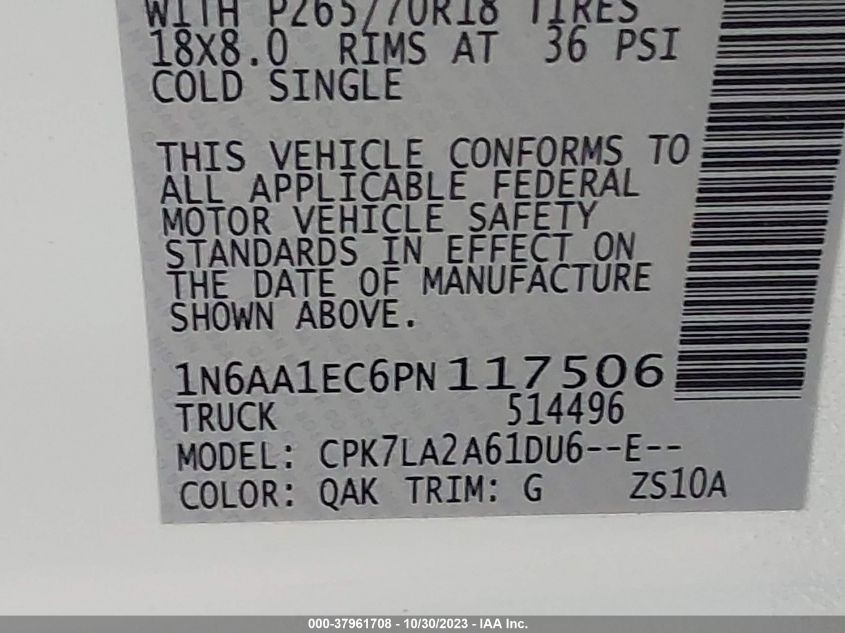 WITH P265/70R18 TIRES
18X8.0 RIMS AT 36 PSI
COLD SINGLE
THIS VEHICLE CONFORMS TO
ALL APPLICABLE FEDERAL
MOTOR VEHICLE SAFETY
STANDARDS IN EFFECT ON
THE DATE OF MANUFACTURE
SHOWN ABOVE.
1N6AA1EC6PN117506
TRUCK 514496
MODEL: CPK7LA2A61DU6--E--
COLOR: QAK TRIM: G ZS10A
000-37961708 - 10/30/2023 - IAA Inc.